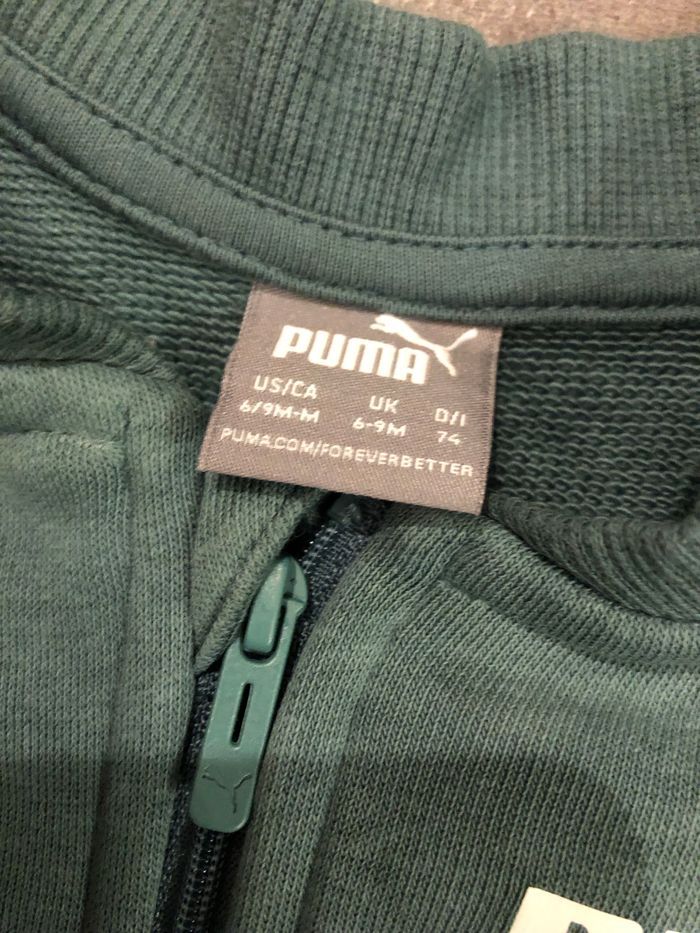 PUMA
US/CA UK D/I
6/9M-M 6-9M 74
PUMA.COM/FOREVERBETTER